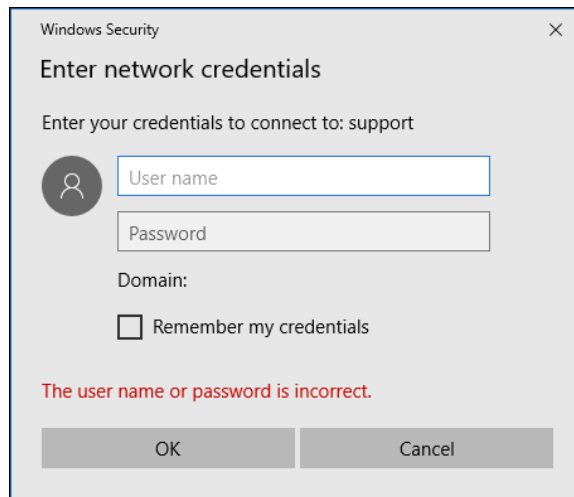 Windows Security
Enter network credentials
Enter your credentials to connect to: support
User name
Password
Domain:
Remember my credentials
The user name or password is incorrect.
OK
Cancel